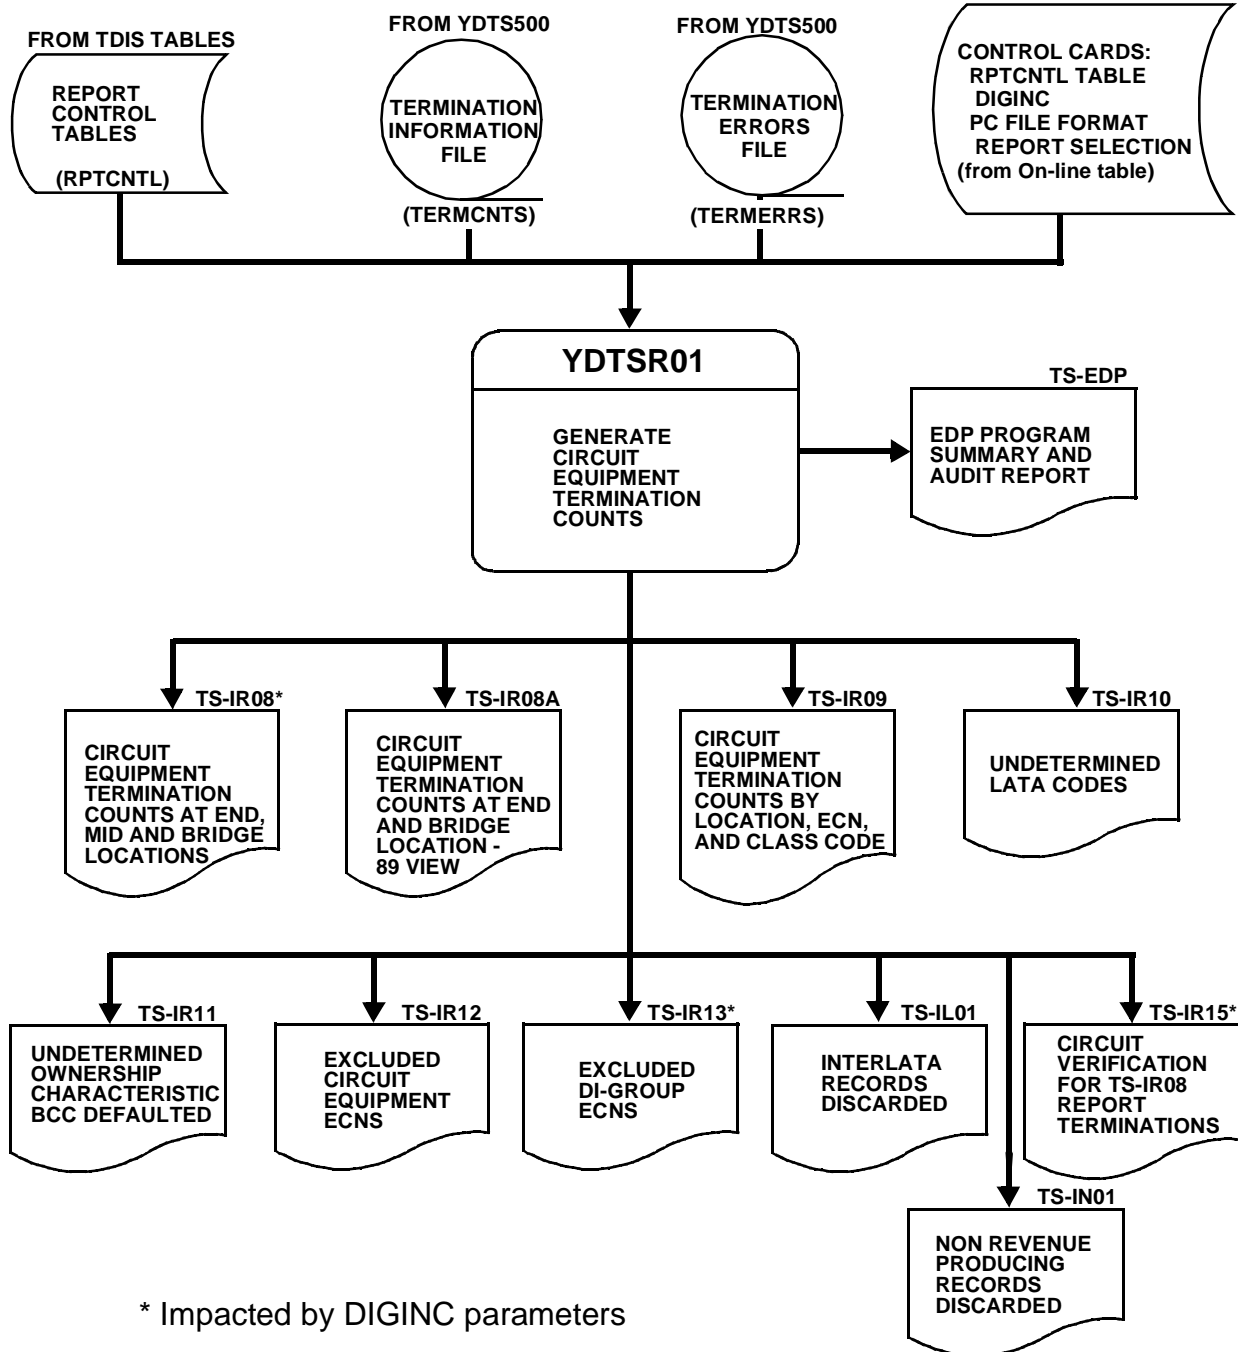 FROM TDIS TABLES
REPORT
CONTROL
TABLES
(RPTCNTL)
FROM YDTS500
TERMINATION
INFORMATION
FILE
(TERMCNTS)
FROM YDTS500
TERMINATION
ERRORS
FILE
(TERMERRS)
CONTROL CARDS:
RPTCNTL TABLE
DIGINC
PC FILE FORMAT
REPORT SELECTION
(from On-line table)
YDTSR01
GENERATE
CIRCUIT
EQUIPMENT
TERMINATION
COUNTS
TS-EDP
EDP PROGRAM
SUMMARY AND
AUDIT REPORT
TS-IR08*
CIRCUIT
EQUIPMENT
TERMINATION
COUNTS AT END,
MID AND BRIDGE
LOCATIONS
TS-IR08A
CIRCUIT
EQUIPMENT
TERMINATION
COUNTS AT END
AND BRIDGE
LOCATION -
89 VIEW
TS-IR09
CIRCUIT
EQUIPMENT
TERMINATION
COUNTS BY
LOCATION, ECN,
AND CLASS CODE
TS-IR10
UNDETERMINED
LATA CODES
TS-IR11
UNDETERMINED
OWNERSHIP
CHARACTERISTIC
BCC DEFAULTED
TS-IR12
EXCLUDED
CIRCUIT
EQUIPMENT
ECNS
TS-IR13*
EXCLUDED
DI-GROUP
ECNS
TS-IL01
INTERLATA
RECORDS
DISCARDED
TS-IR15*
CIRCUIT
VERIFICATION
FOR TS-IR08
REPORT
TERMINATIONS
TS-IN01
NON REVENUE
PRODUCING
RECORDS
DISCARDED
* Impacted by DIGINC parameters